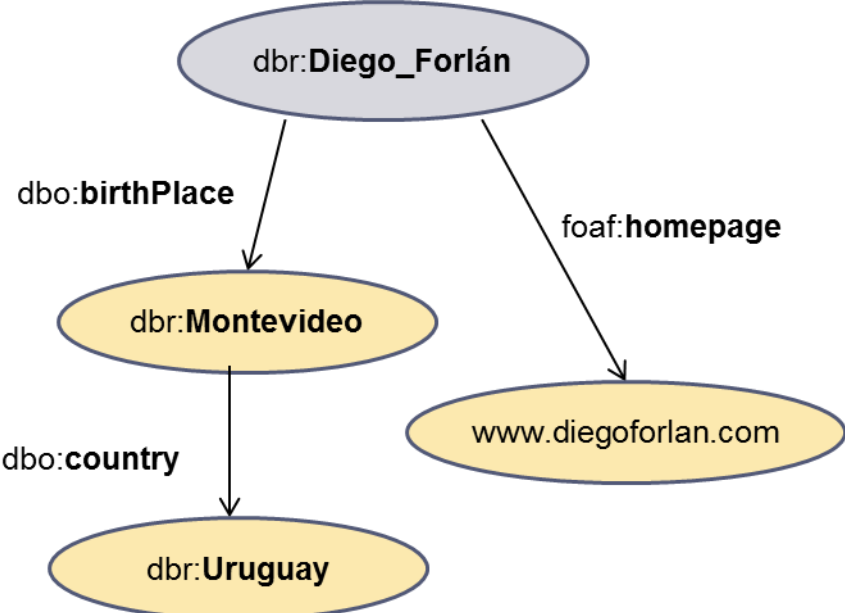 dbr:Diego_Forlán
dbo:birthPlace
foaf:homepage
dbr:Montevideo
www.diegoforlan.com
dbo:country
dbr:Uruguay